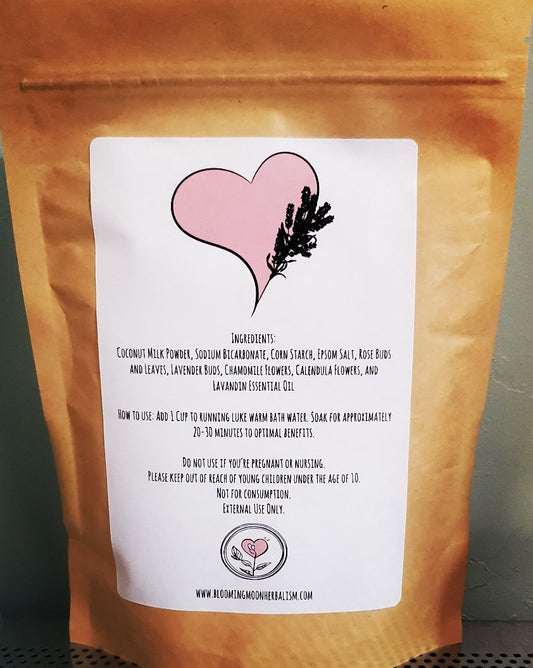 Ingredients:
Coconut Milk Powder, Sodium Bicarbonate, Corn Starch, Epsom Salt, Rose Buds
and Leaves, Lavender Buds, Chamomile Flowers, Calendula Flowers, and
Lavandin Essential Oil
How to use: Add 1 Cup to running luke warm bath water. Soak for approximately
20-30 minutes to optimal benefits.
Do not use if you're pregnant or nursing.
Please keep out of reach of young children under the age of 10.
Not for consumption.
External Use Only.
www.bloomingmoonherbalism.com